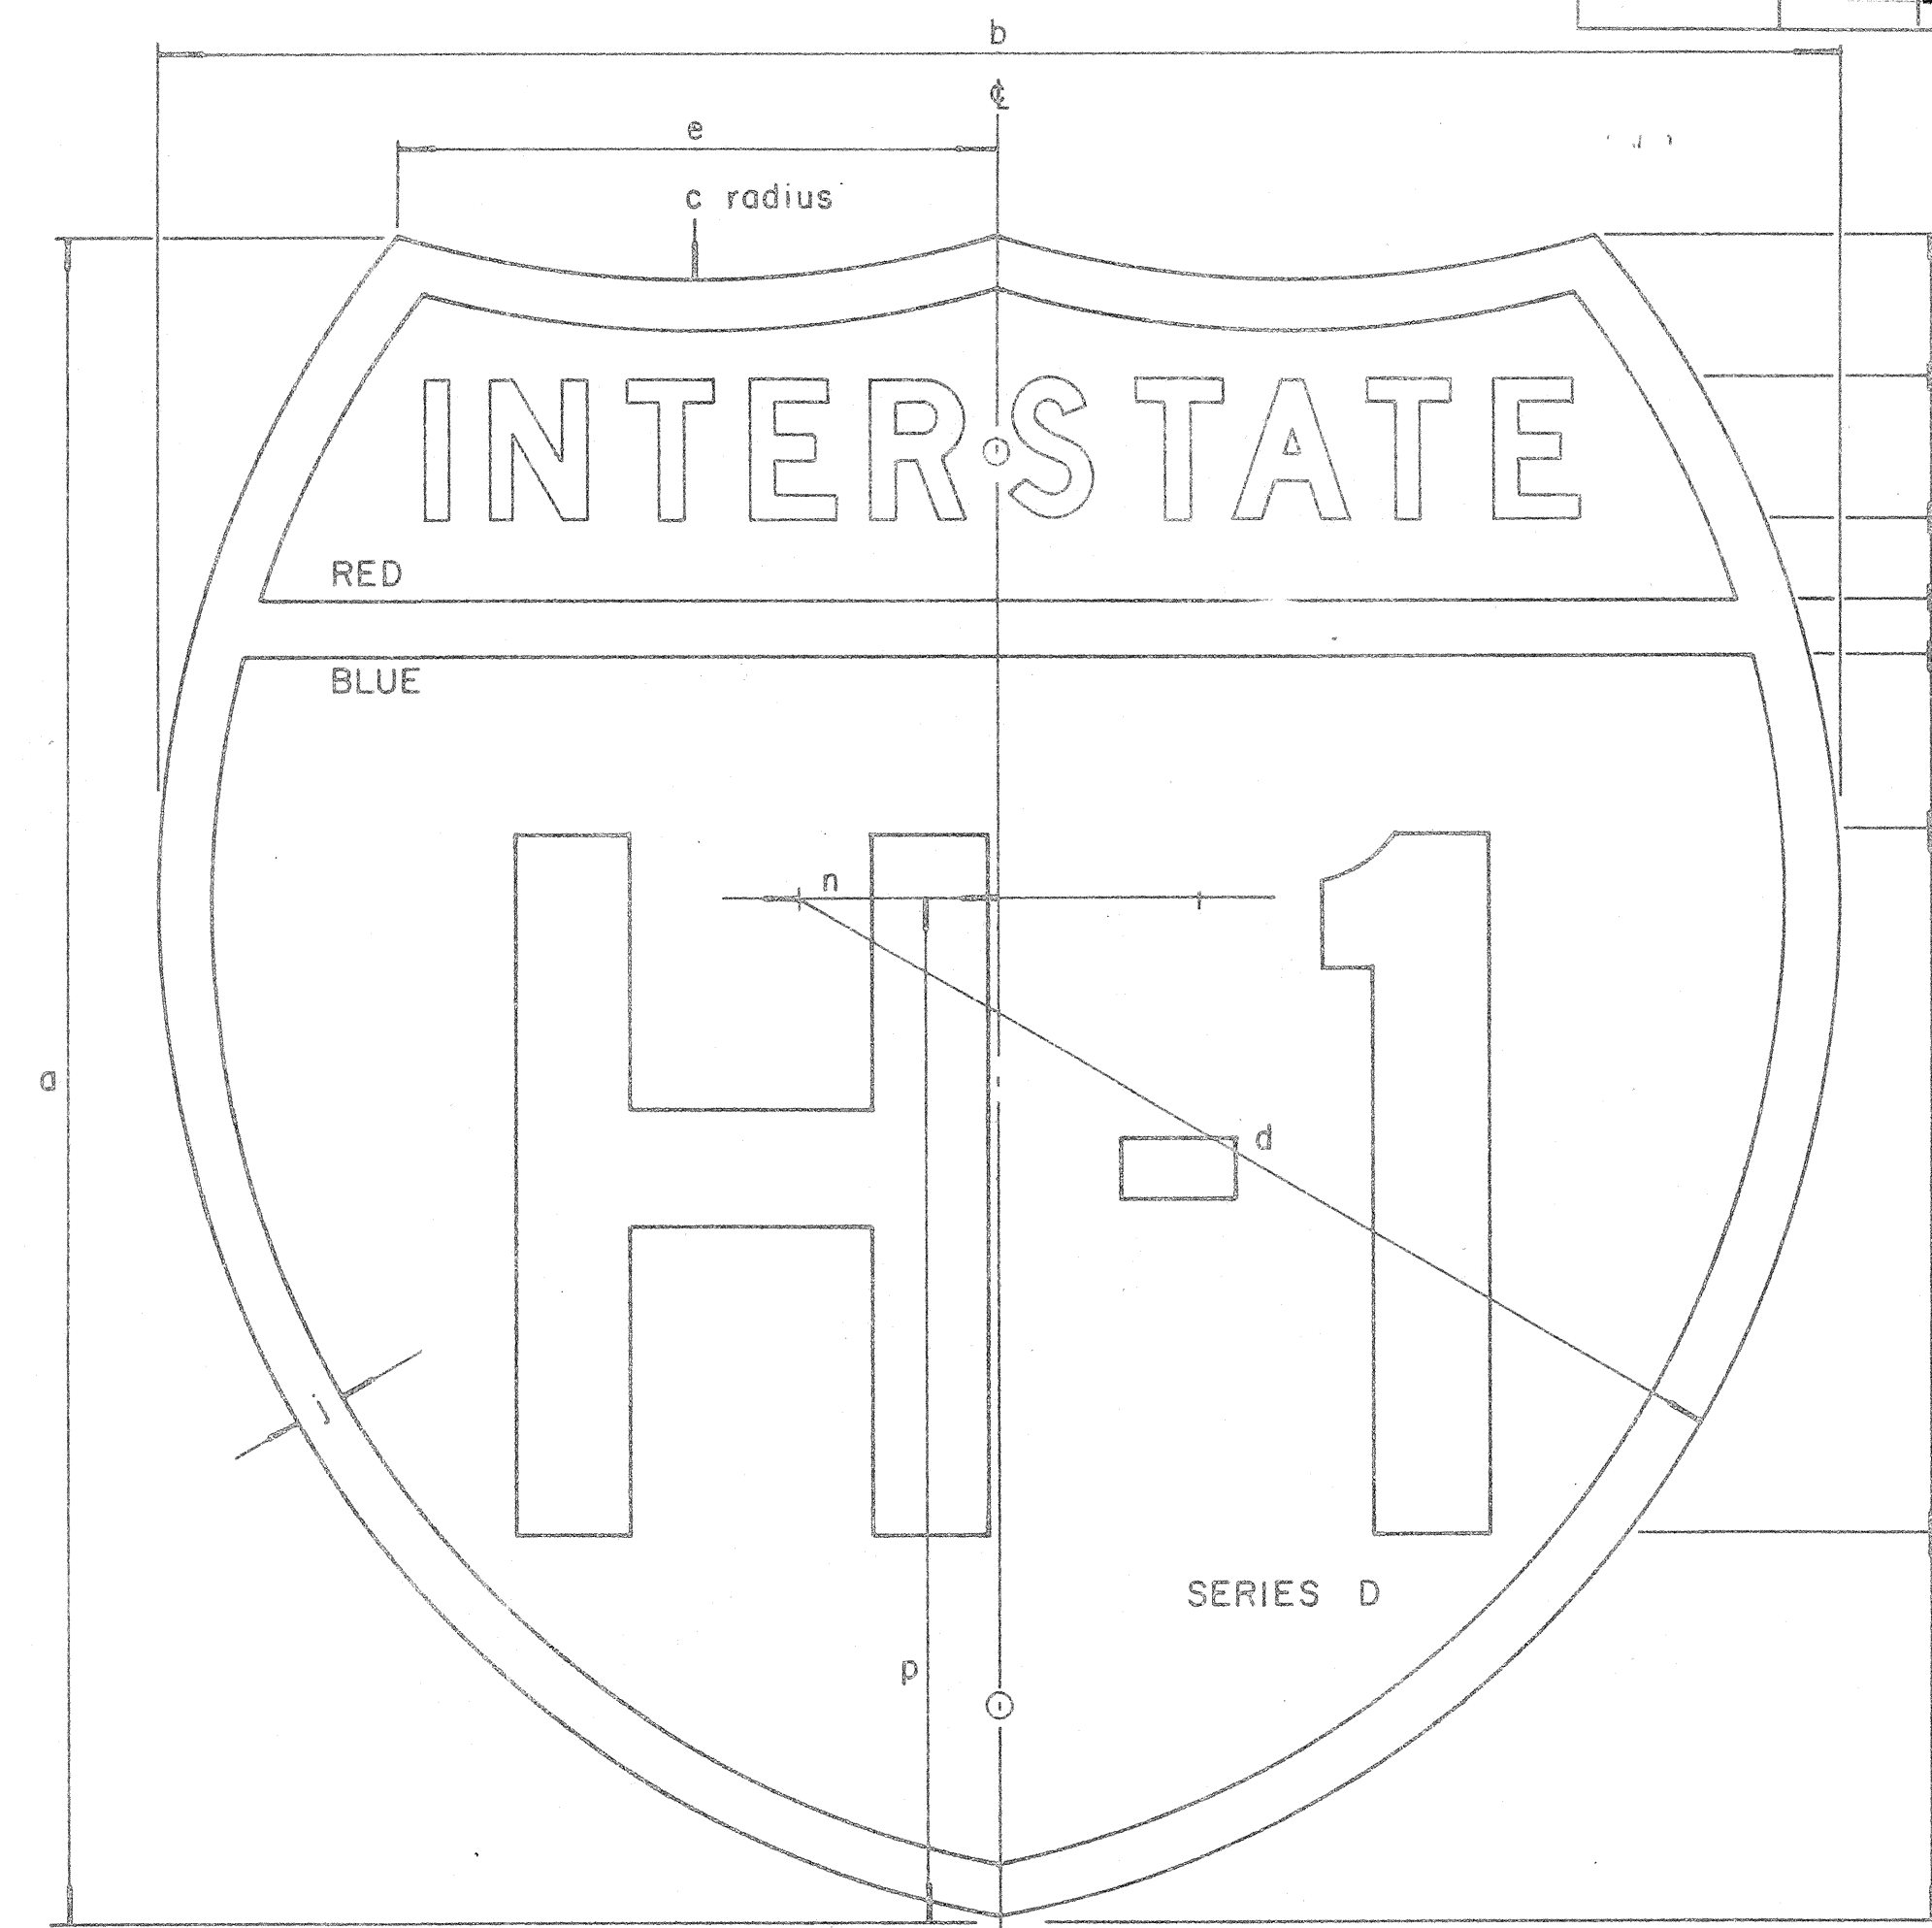 b
℄
e
c radius
INTERSTATE
RED
BLUE
n
H-1
a
d
j
SERIES D
p